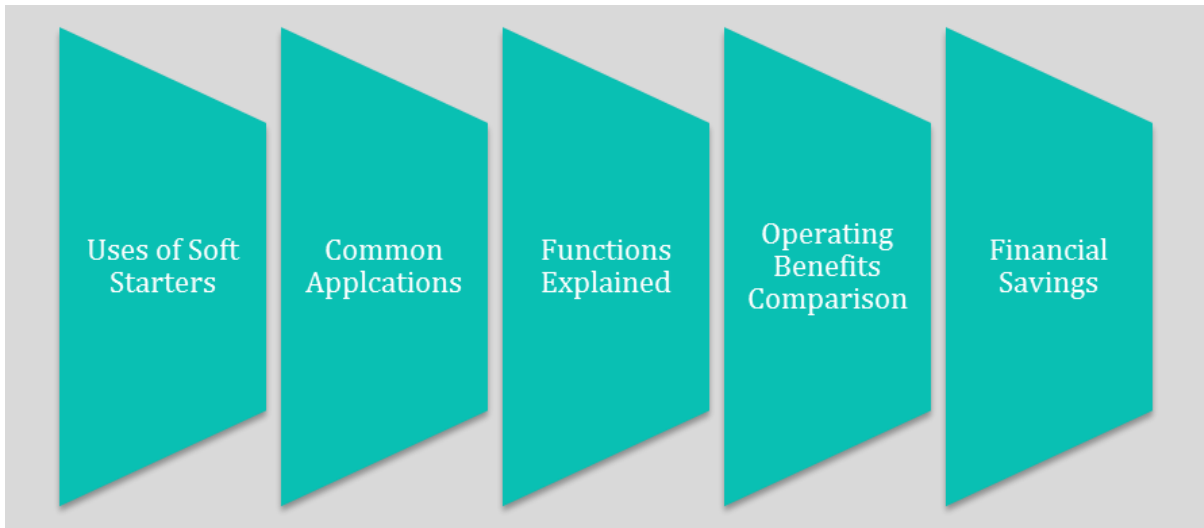 Uses of Soft
Starters
Common
Applcations
Functions
Explained
Operating
Benefits
Comparison
Financial
Savings